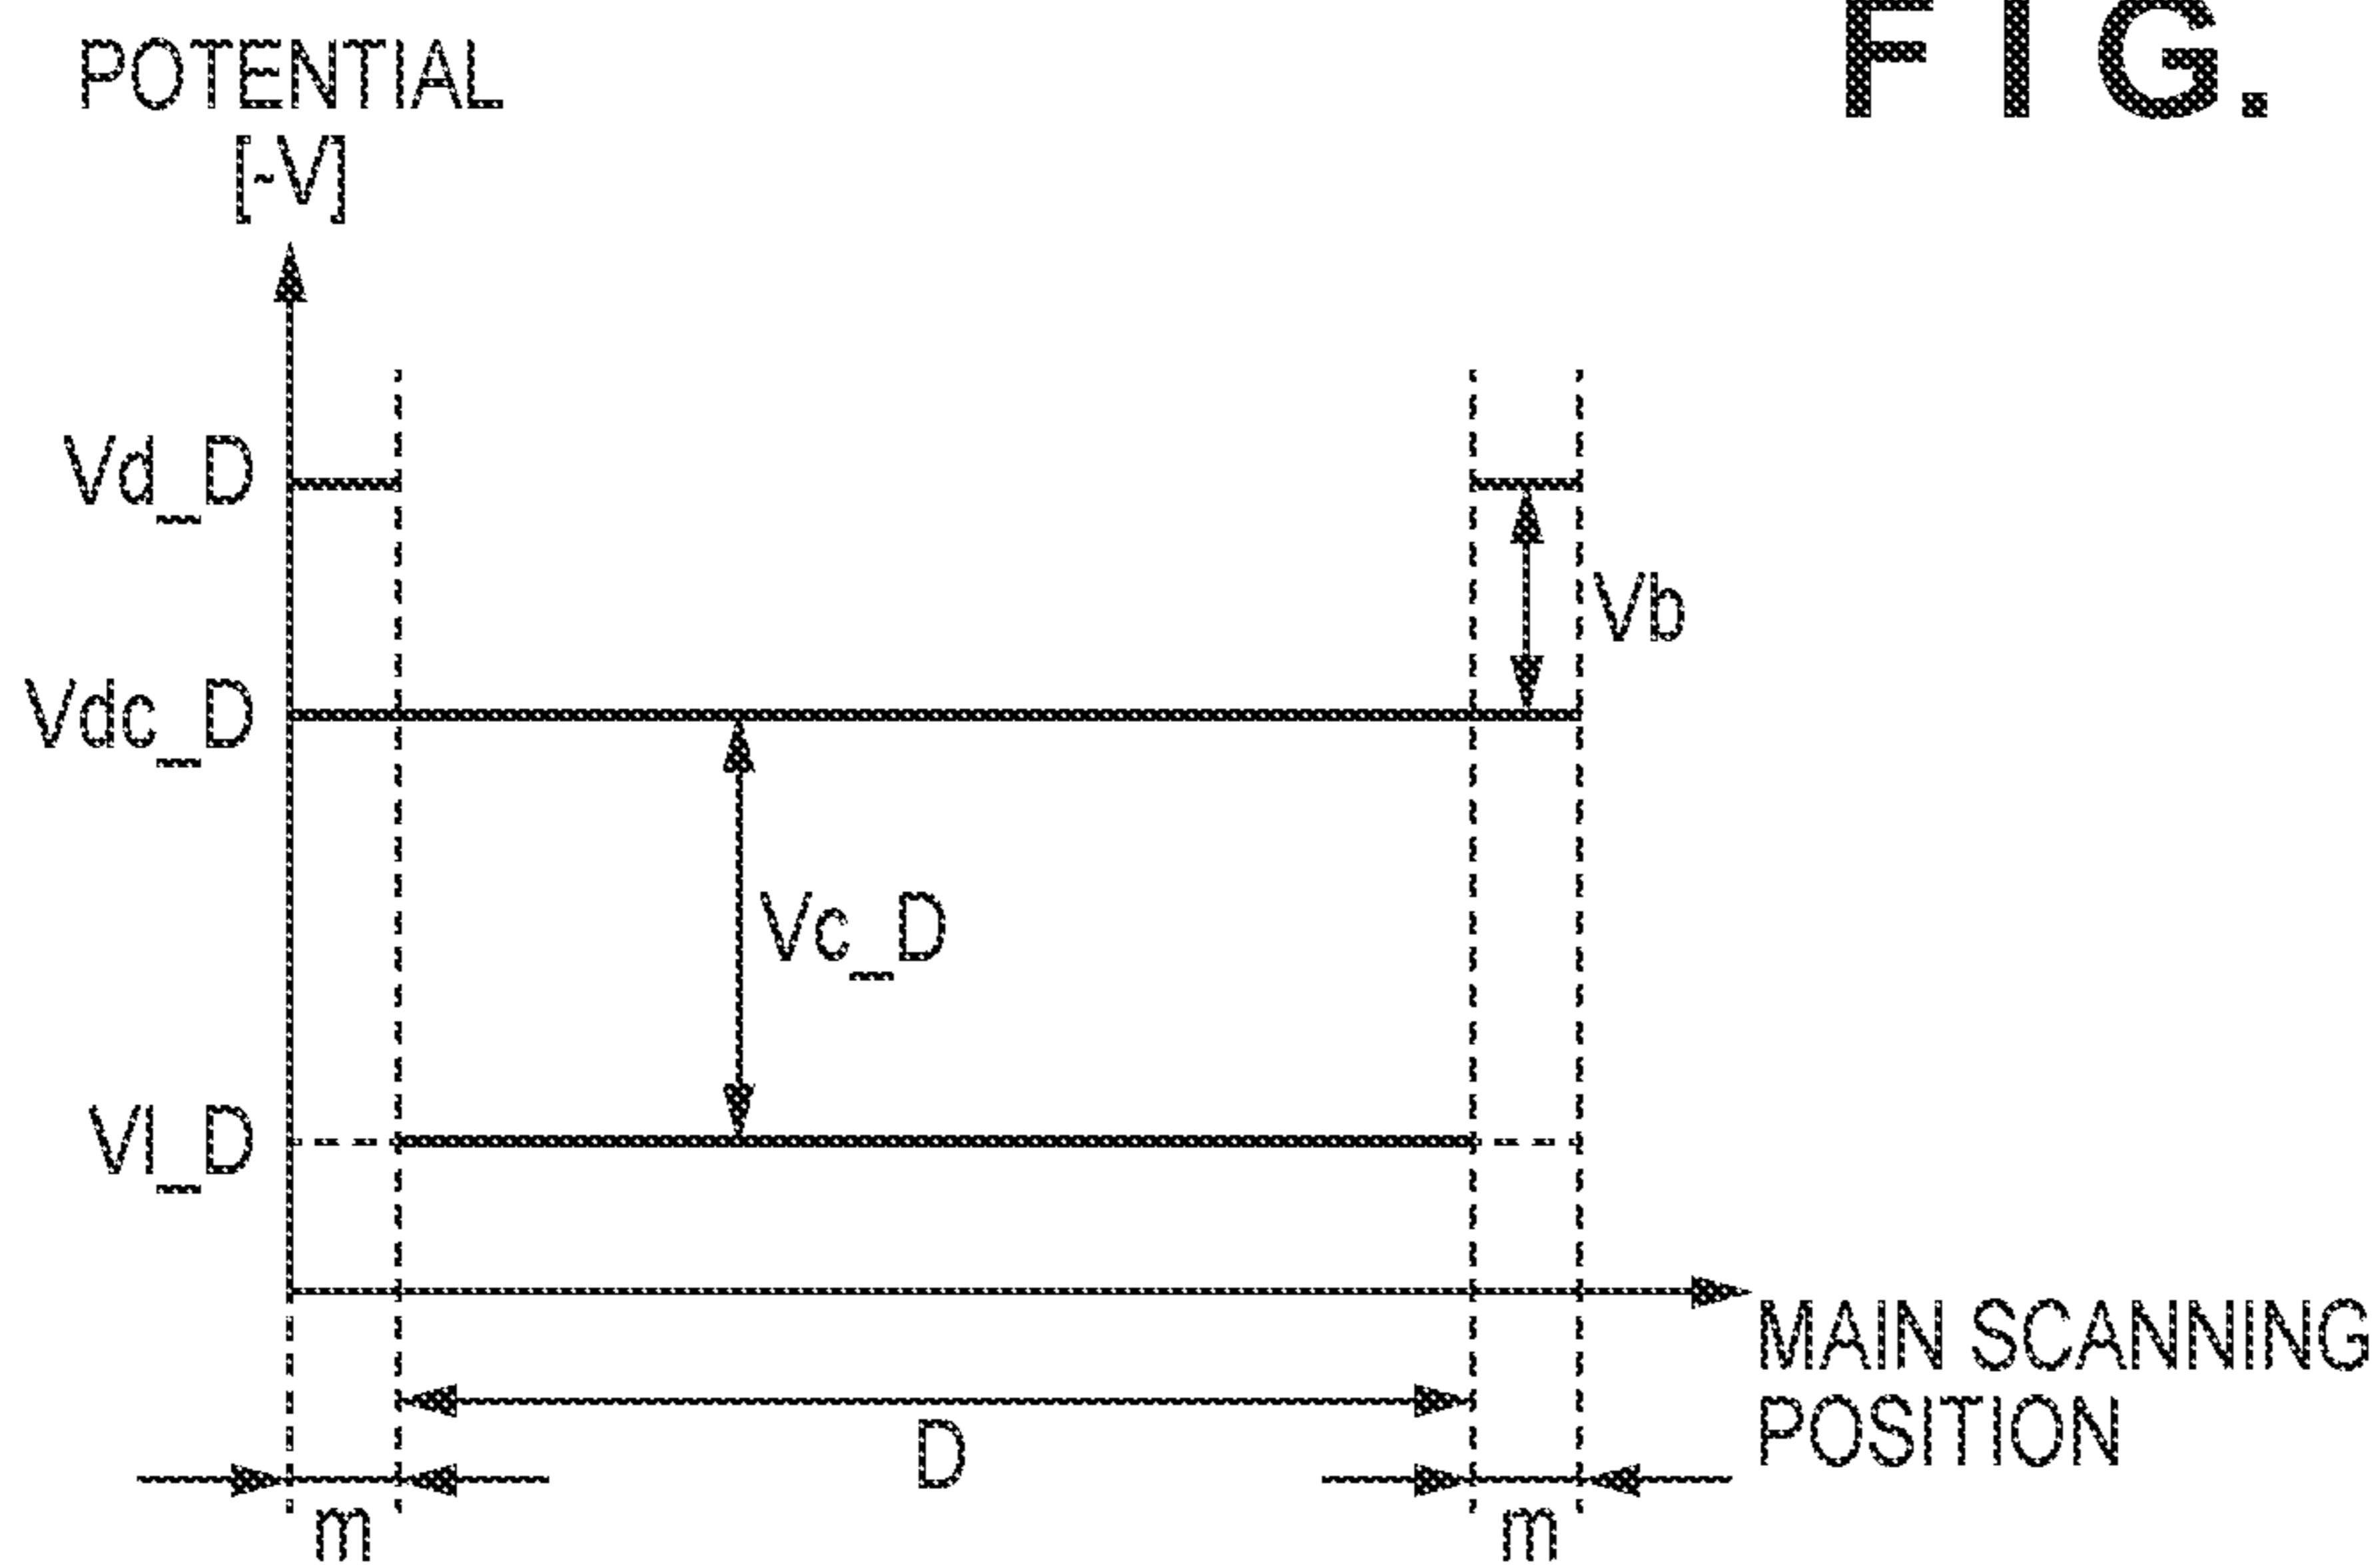 FIG.
POTENTIAL
[-V]
Vd_D
Vb
Vdc_D
Vc_D
Vl_D
MAIN SCANNING
POSITION
D
m
m